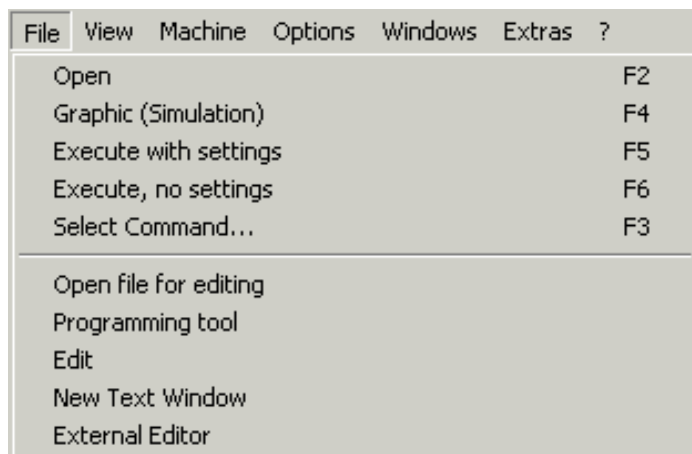 File View Machine Options Windows Extras ?
Open F2
Graphic (Simulation) F4
Execute with settings F5
Execute, no settings F6
Select Command... F3
Open file for editing
Programming tool
Edit
New Text Window
External Editor